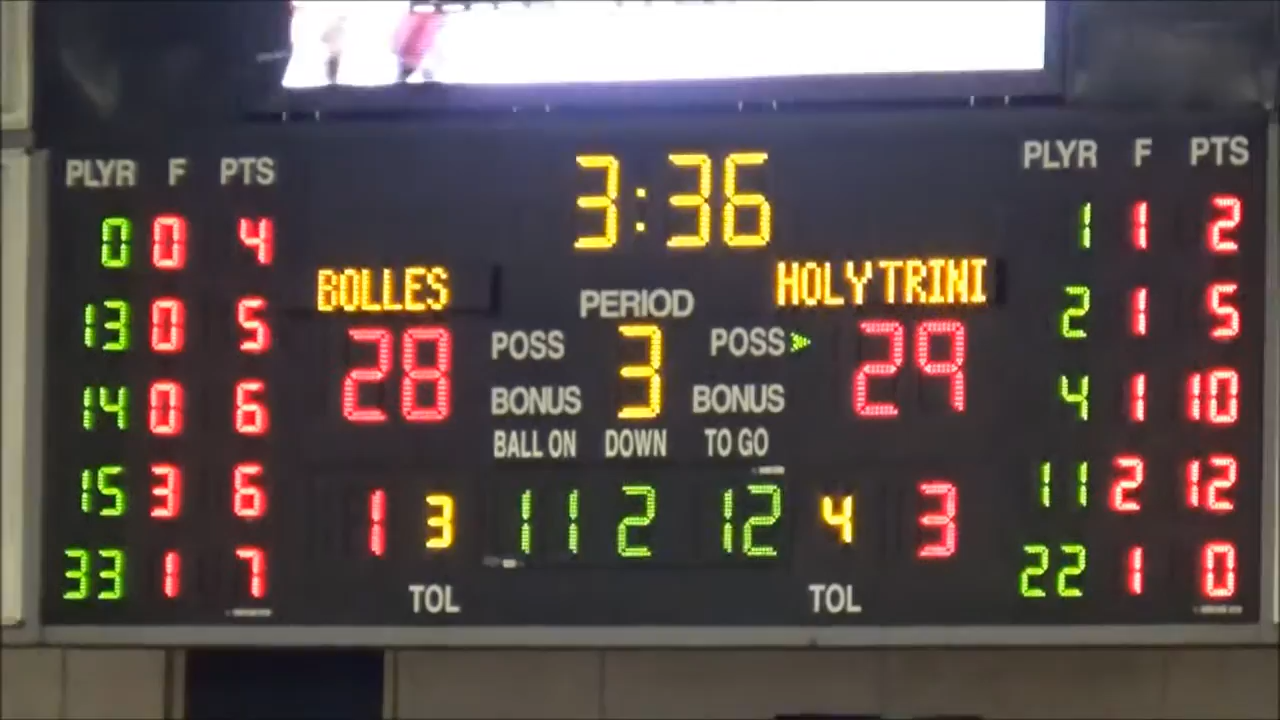 PLYR F PTS 3:36 PLYR F PTS
0 0 4 1 1 2
BOLLES HOLY TRINI
13 0 5 PERIOD 2 1 5
28 POSS 3 POSS 29
14 0 6 BONUS BONUS 4 1 10
BALL ON DOWN TO GO
15 3 6 1 3 11 2 12 4 3 11 2 12
33 1 7 TOL TOL 22 1 0